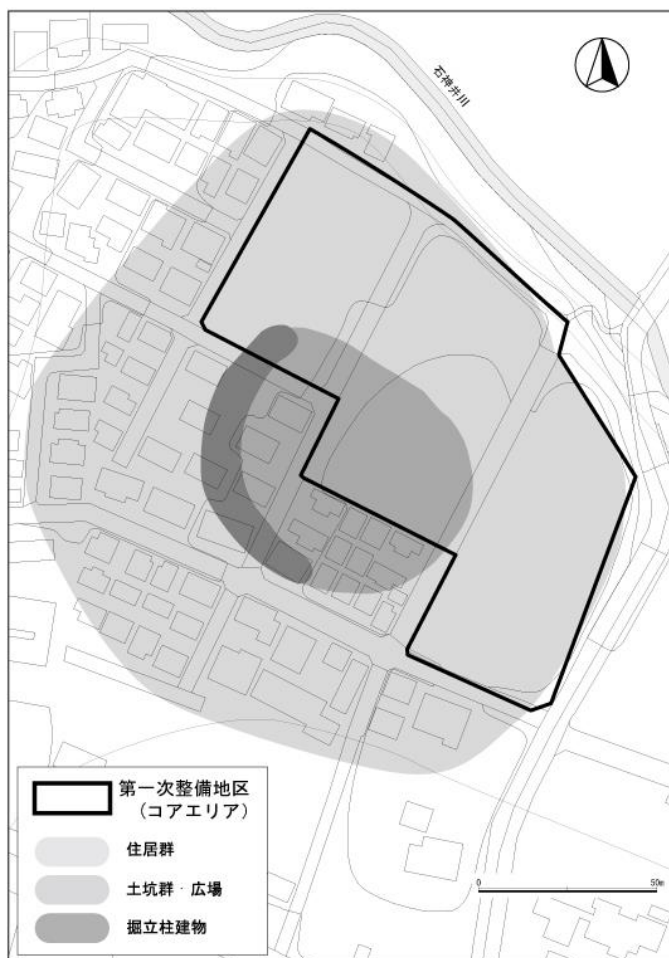 石神井川
第一次整備地区
(コアエリア)
住居群
土坑群・広場
掘立柱建物
0 50m